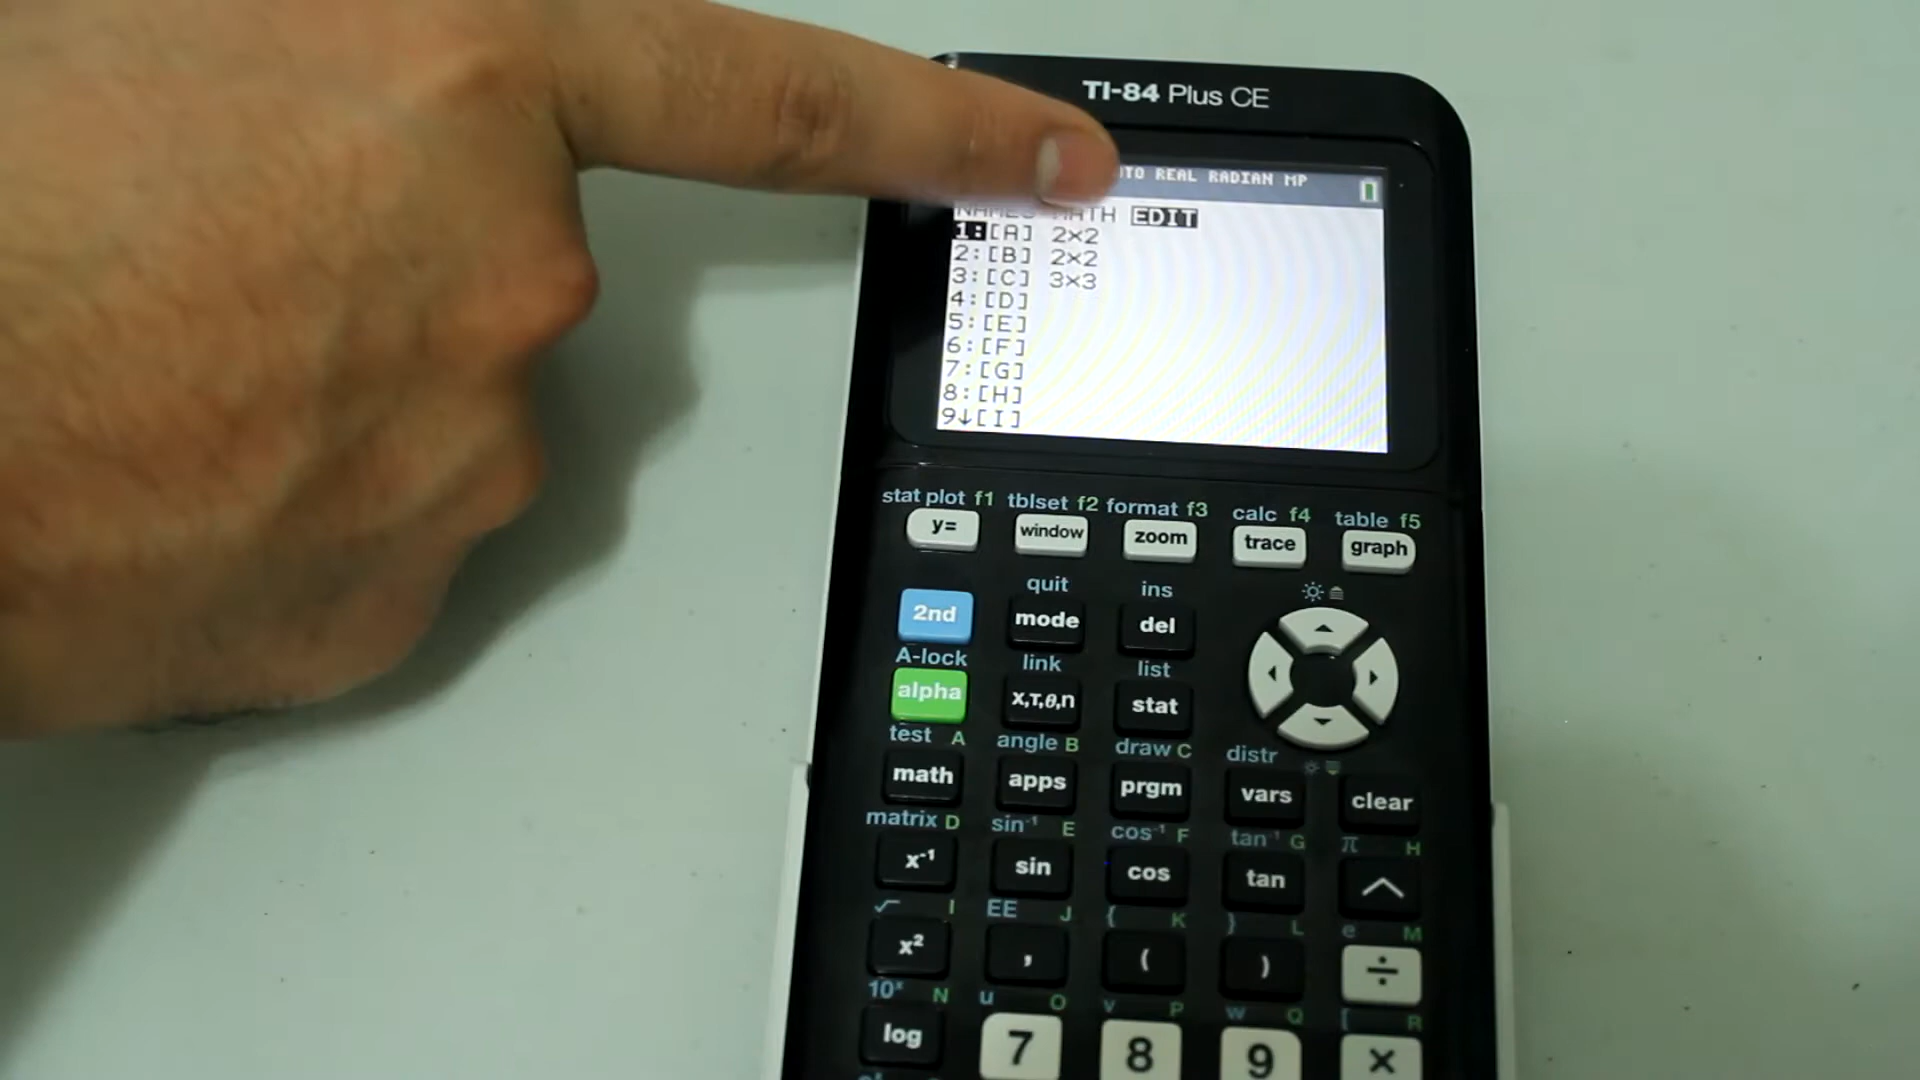 TI-84 Plus CE
REAL RADIAN MP
NAMES MATH EDIT
1:[A] 2×2
2:[B] 2×2
3:[C] 3×3
4:[D]
5:[E]
6:[F]
7:[G]
8:[H]
9↓[I]
stat plot f1 tblset f2 format f3 calc f4 table f5
y= window zoom trace graph
quit ins
2nd mode del
A-lock link list
alpha X,T,θ,n stat
test A angle B draw C distr
math apps prgm vars clear
matrix D sin⁻¹ E cos⁻¹ F tan⁻¹ G π H
x⁻¹ sin cos tan ^
√ I EE J { K } L e M
x² , ( ) ÷
10ˣ N u O v P w Q [ R
log 7 8 9 ×